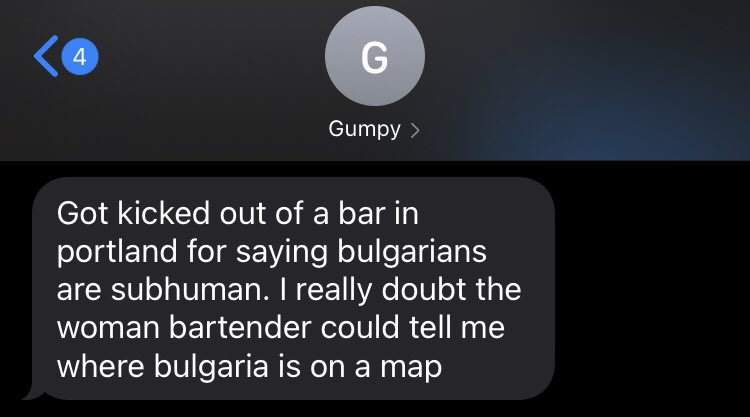 4
G
Gumpy >
Got kicked out of a bar in
portland for saying bulgarians
are subhuman. I really doubt the
woman bartender could tell me
where bulgaria is on a map